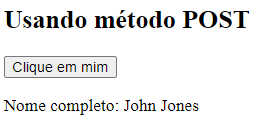 Usando método POST
Clique em mim
Nome completo: John Jones